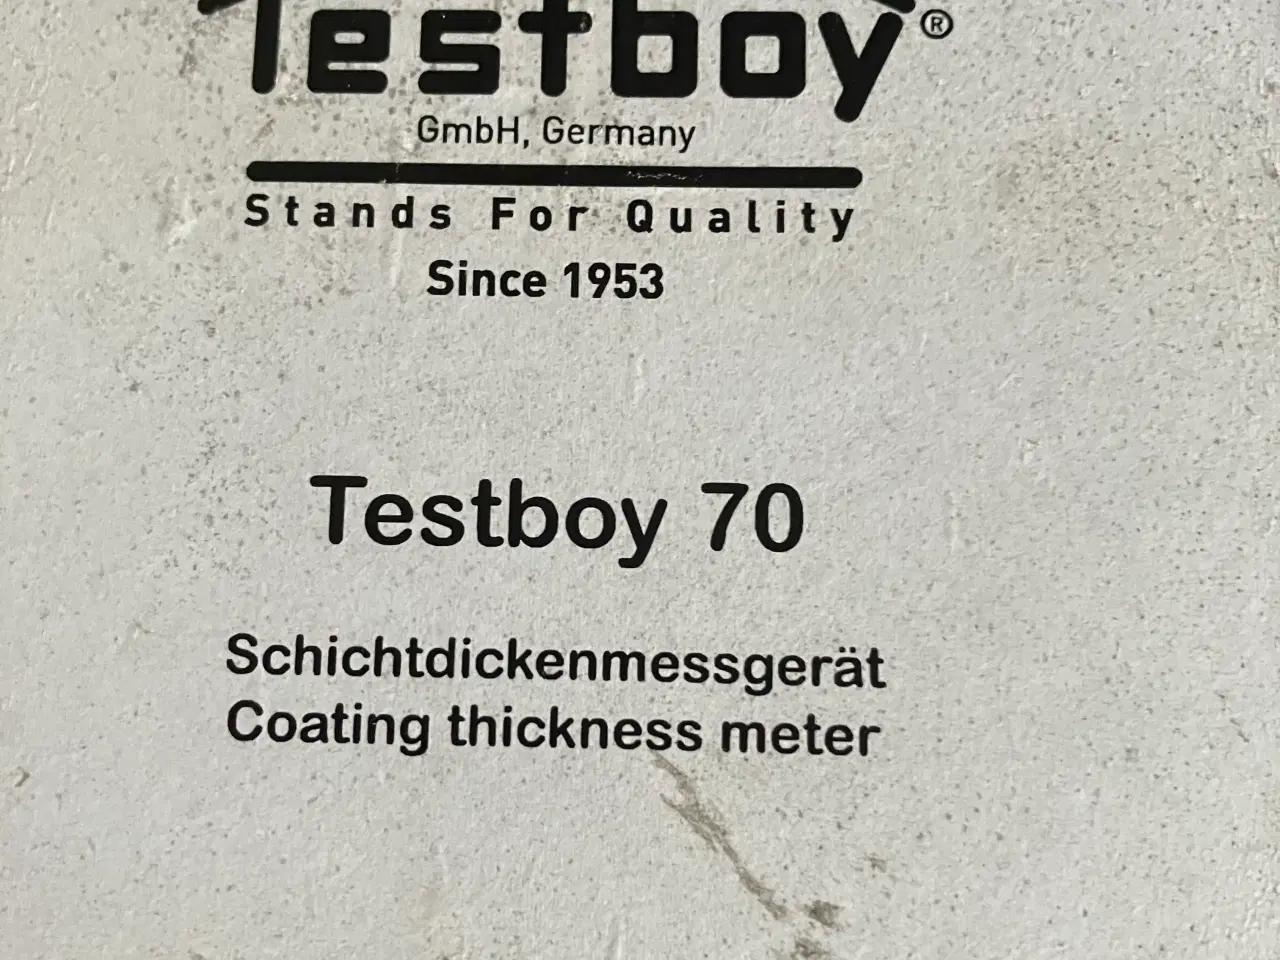 Testboy®
GmbH, Germany
Stands For Quality
Since 1953
Testboy 70
Schichtdickenmessgerät
Coating thickness meter